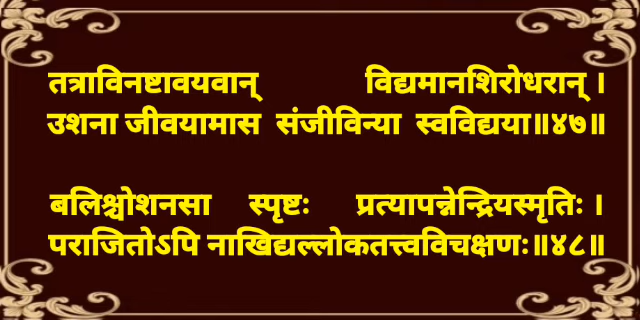 तत्राविनष्टावयवान् विद्यमानशिरोधरान् ।
उशना जीवयामास संजीविन्या स्वविद्यया॥४७॥
बलिश्चोशनसा स्पृष्टः प्रत्यापन्नेन्द्रियस्मृतिः ।
पराजितोऽपि नाखिद्यल्लोकतत्त्वविचक्षणः॥४८॥